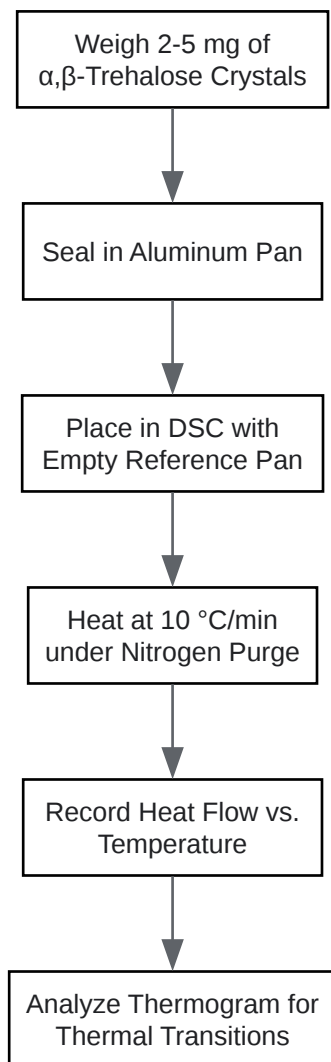 Weigh 2-5 mg of
α,β-Trehalose Crystals
Seal in Aluminum Pan
Place in DSC with
Empty Reference Pan
Heat at 10 °C/min
under Nitrogen Purge
Record Heat Flow vs.
Temperature
Analyze Thermogram for
Thermal Transitions